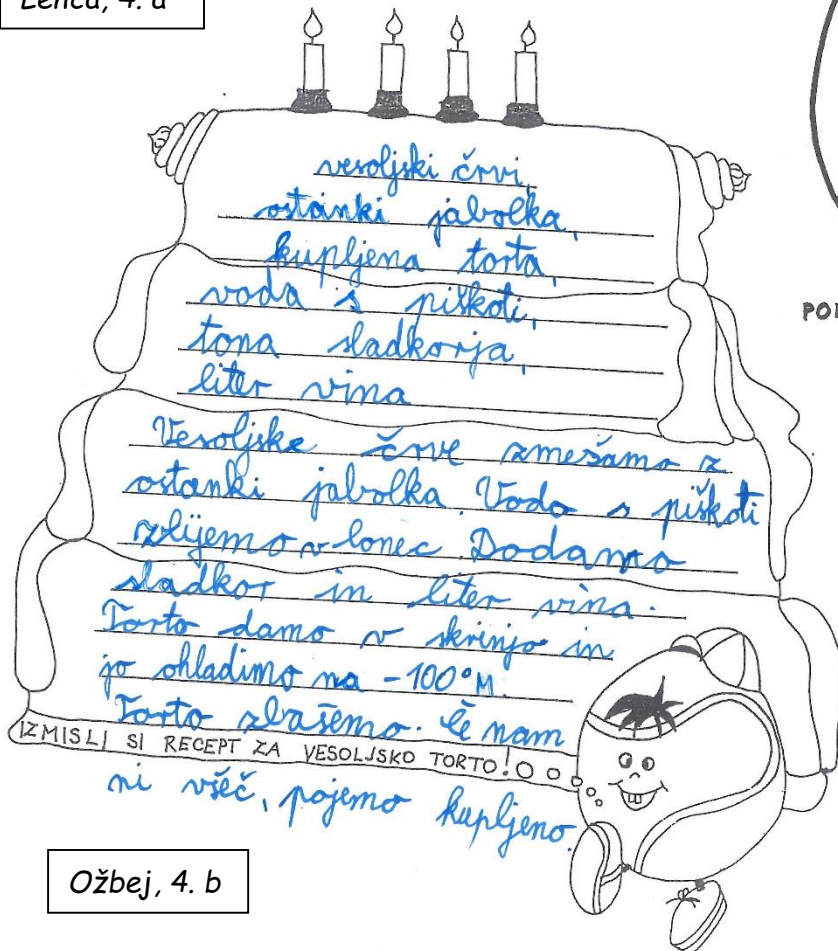 Lenca, 4. a
vesoljski črvi,
ostanki jabolka,
kupljena torta,
voda s piškoti,
tona sladkorja,
liter vina
Vesoljske črve zmešamo z
ostanki jabolka. Vodo s piškoti
zlijemo v lonec. Dodamo
sladkor in liter vina.
Torto damo v skrinjo in
jo ohladimo na -100°M.
Torto zbašemo. Če nam
IZMISLI SI RECEPT ZA VESOLJSKO TORTO!
ni všeč, pojemo kupljeno.
Ožbej, 4. b